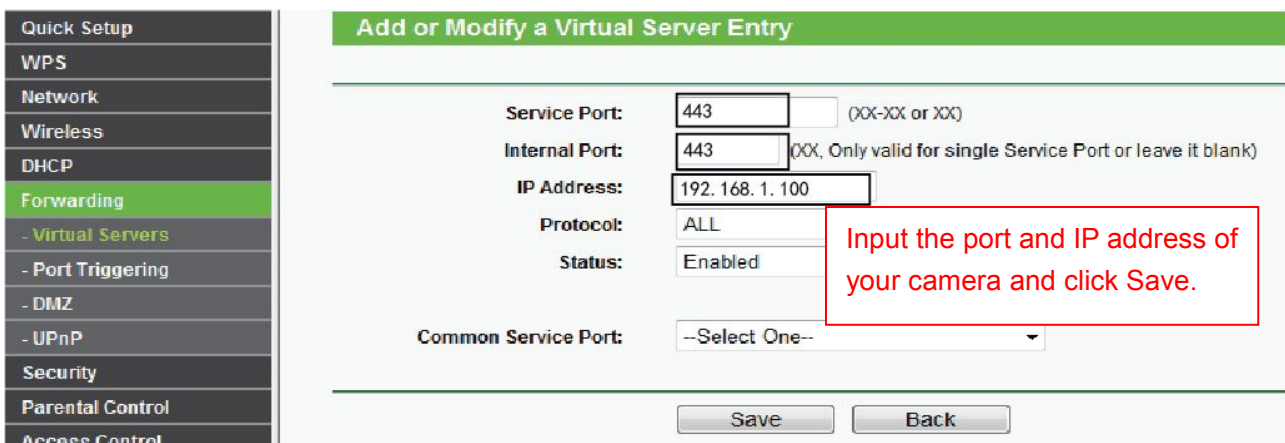 Quick Setup
WPS
Network
Wireless
DHCP
Forwarding
- Virtual Servers
- Port Triggering
- DMZ
- UPnP
Security
Parental Control
Access Control
Add or Modify a Virtual Server Entry
Service Port: 443 (XX-XX or XX)
Internal Port: 443 (XX, Only valid for single Service Port or leave it blank)
IP Address: 192. 168. 1. 100
Protocol: ALL
Status: Enabled
Input the port and IP address of
your camera and click Save.
Common Service Port: --Select One--
Save Back